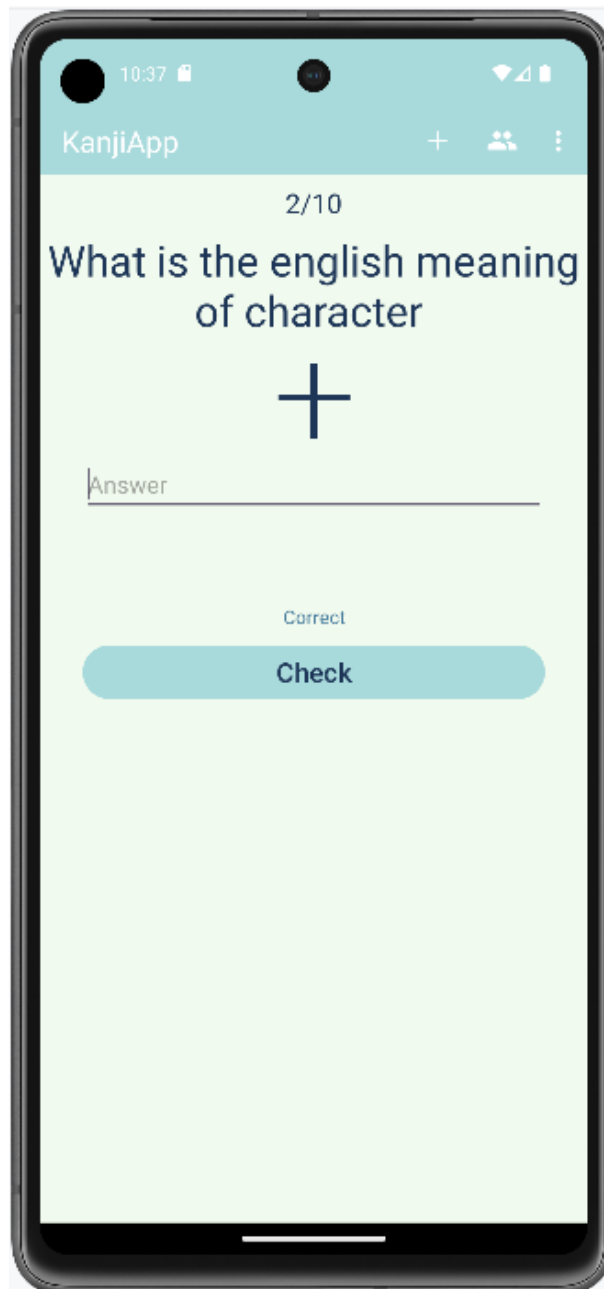 10:37
KanjiApp
2/10
What is the english meaning
of character
十
Answer
Correct
Check